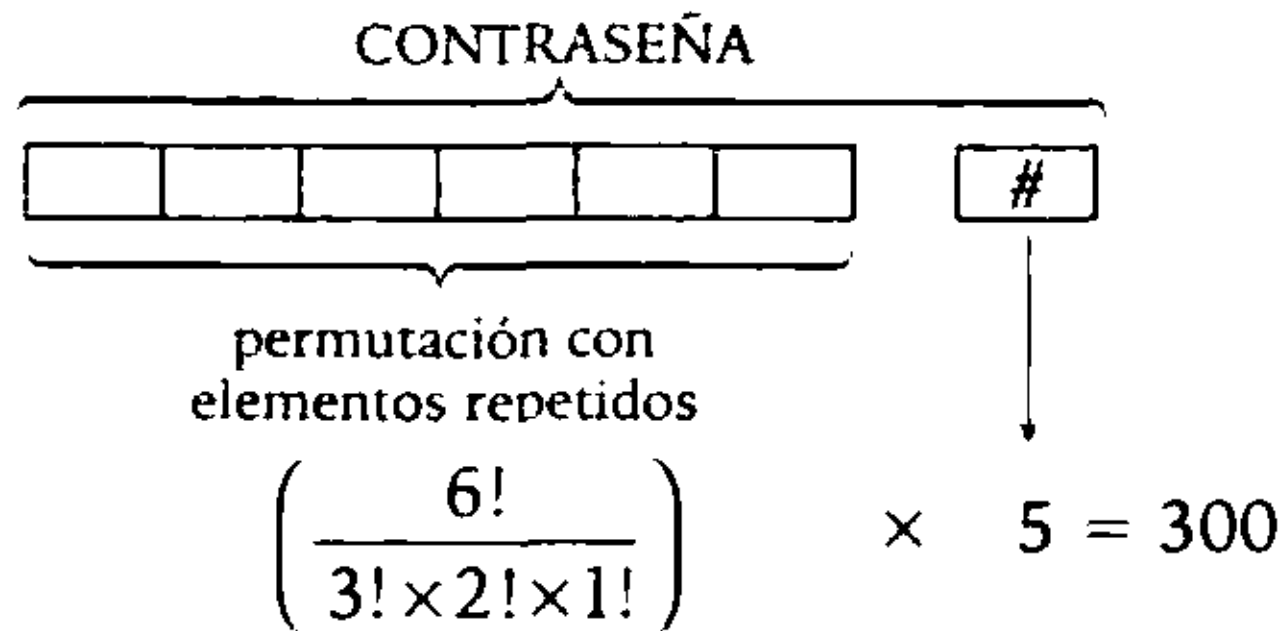 CONTRASEÑA
#
permutación con
elementos repetidos
(6! / 3!×2!×1!) × 5 = 300